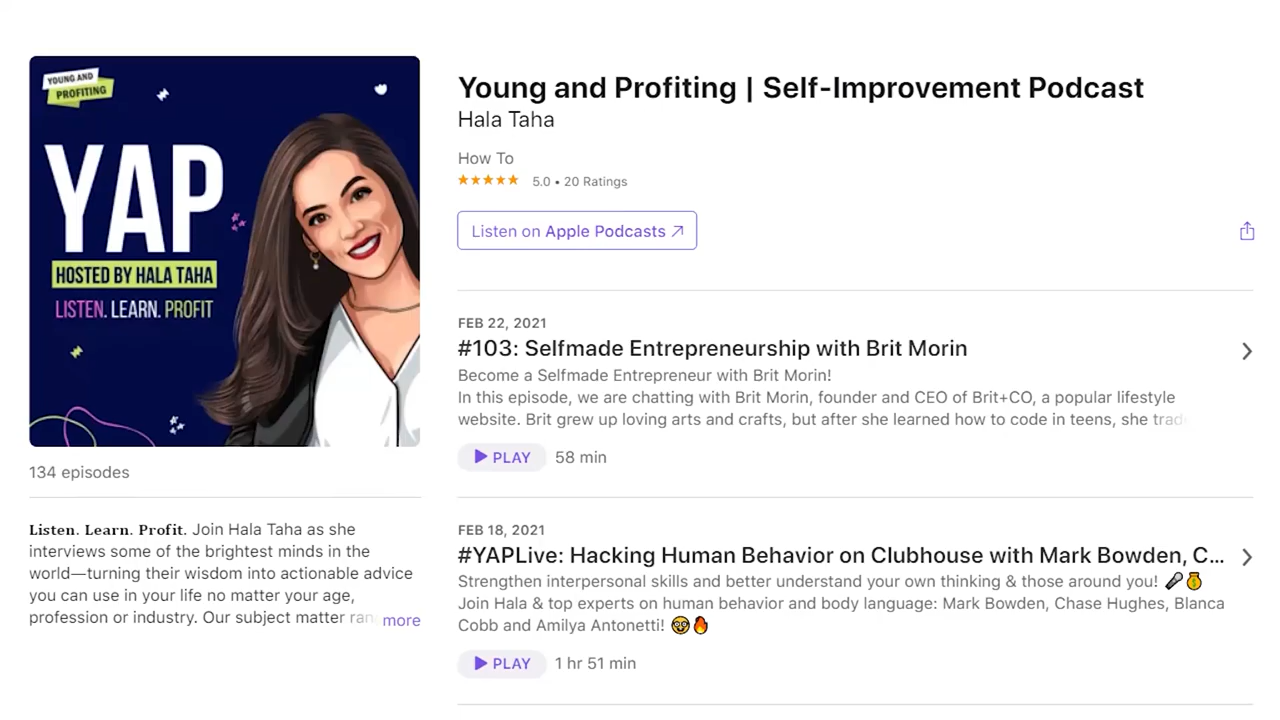 YOUNG AND
PROFITING
YAP
HOSTED BY HALA TAHA
LISTEN. LEARN. PROFIT
134 episodes
Listen. Learn. Profit. Join Hala Taha as she
interviews some of the brightest minds in the
world—turning their wisdom into actionable advice
you can use in your life no matter your age,
profession or industry. Our subject matter more
Young and Profiting | Self-Improvement Podcast
Hala Taha
How To
★★★★★ 5.0 • 20 Ratings
Listen on Apple Podcasts ↗
FEB 22, 2021
#103: Selfmade Entrepreneurship with Brit Morin
Become a Selfmade Entrepreneur with Brit Morin!
In this episode, we are chatting with Brit Morin, founder and CEO of Brit+CO, a popular lifestyle
website. Brit grew up loving arts and crafts, but after she learned how to code in teens, she
▶ PLAY 58 min
FEB 18, 2021
#YAPLive: Hacking Human Behavior on Clubhouse with Mark Bowden, C...
Strengthen interpersonal skills and better understand your own thinking & those around you! 🎤💰
Join Hala & top experts on human behavior and body language: Mark Bowden, Chase Hughes, Blanca
Cobb and Amilya Antonetti! 🤓🔥
▶ PLAY 1 hr 51 min